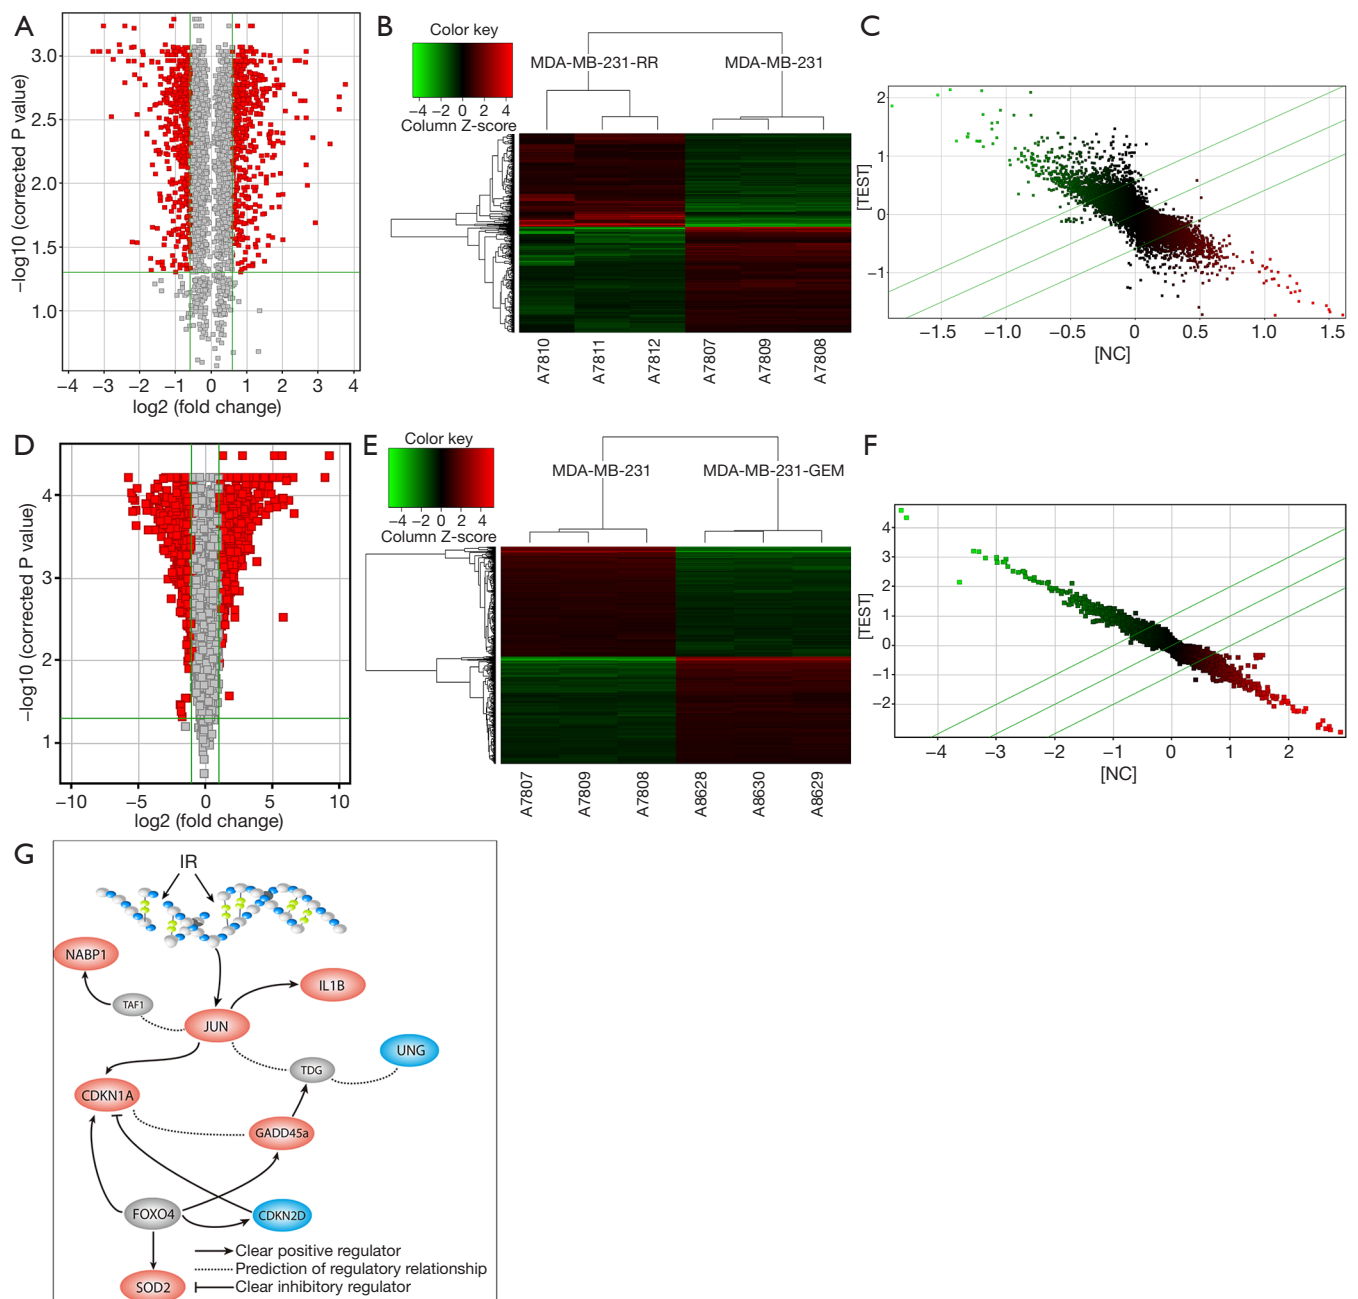 A
3.0
2.5
2.0
1.5
1.0
−log10 (corrected P value)
−4 −3 −2 −1 0 1 2 3 4
log2 (fold change)
B
Color key
−4 −2 0 2 4
Column Z-score
MDA-MB-231-RR
MDA-MB-231
A7810
A7811
A7812
A7807
A7809
A7808
C
2
1
0
−1
[TEST]
−1.5 −1.0 −0.5 0 0.5 1.0 1.5
[NC]
D
4
3
2
1
−log10 (corrected P value)
−10 −5 0 5 10
log2 (fold change)
E
Color key
−4 −2 0 2 4
Column Z-score
MDA-MB-231
MDA-MB-231-GEM
A7807
A7809
A7808
A8628
A8630
A8629
F
4
3
2
1
0
−1
−2
[TEST]
−4 −3 −2 −1 0 1 2
[NC]
G
IR
NABP1
TAF1
IL1B
JUN
UNG
TDG
CDKN1A
GADD45a
FOXO4
CDKN2D
SOD2
Clear positive regulator
Prediction of regulatory relationship
Clear inhibitory regulator